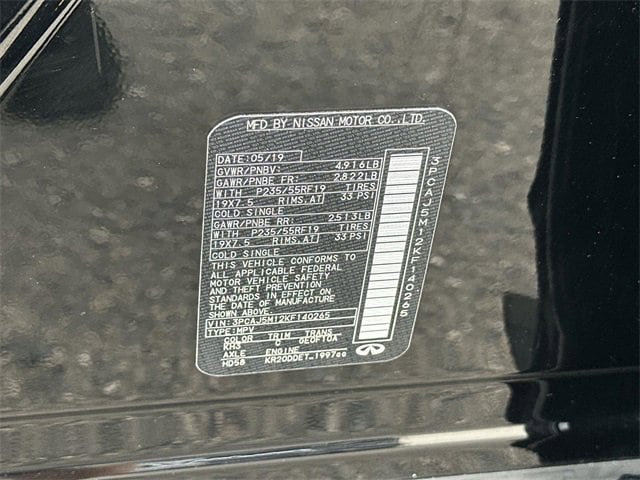 MFD BY NISSAN MOTOR CO.,LTD.
DATE: 05/19
GVWR/PNBV: 4,916LB
GAWR/PNBE FR: 2,822LB
WITH P235/55RF19 TIRES
19X7.5 RIMS,AT 33 PSI
COLD SINGLE
GAWR/PNBE RR: 2,513LB
WITH P235/55RF19 TIRES
19X7.5 RIMS,AT 33 PSI
COLD SINGLE
THIS VEHICLE CONFORMS TO
ALL APPLICABLE FEDERAL
MOTOR VEHICLE SAFETY
AND THEFT PREVENTION
STANDARDS IN EFFECT ON
THE DATE OF MANUFACTURE
SHOWN ABOVE.
VIN: 3PCAJ5M12KF140265
TYPE: MPV
COLOR TRIM TRANS
KH3 C GE0F10A
AXLE ENGINE
HD58 KR20DDET 1997cc
3PCAJ5M12KF140265